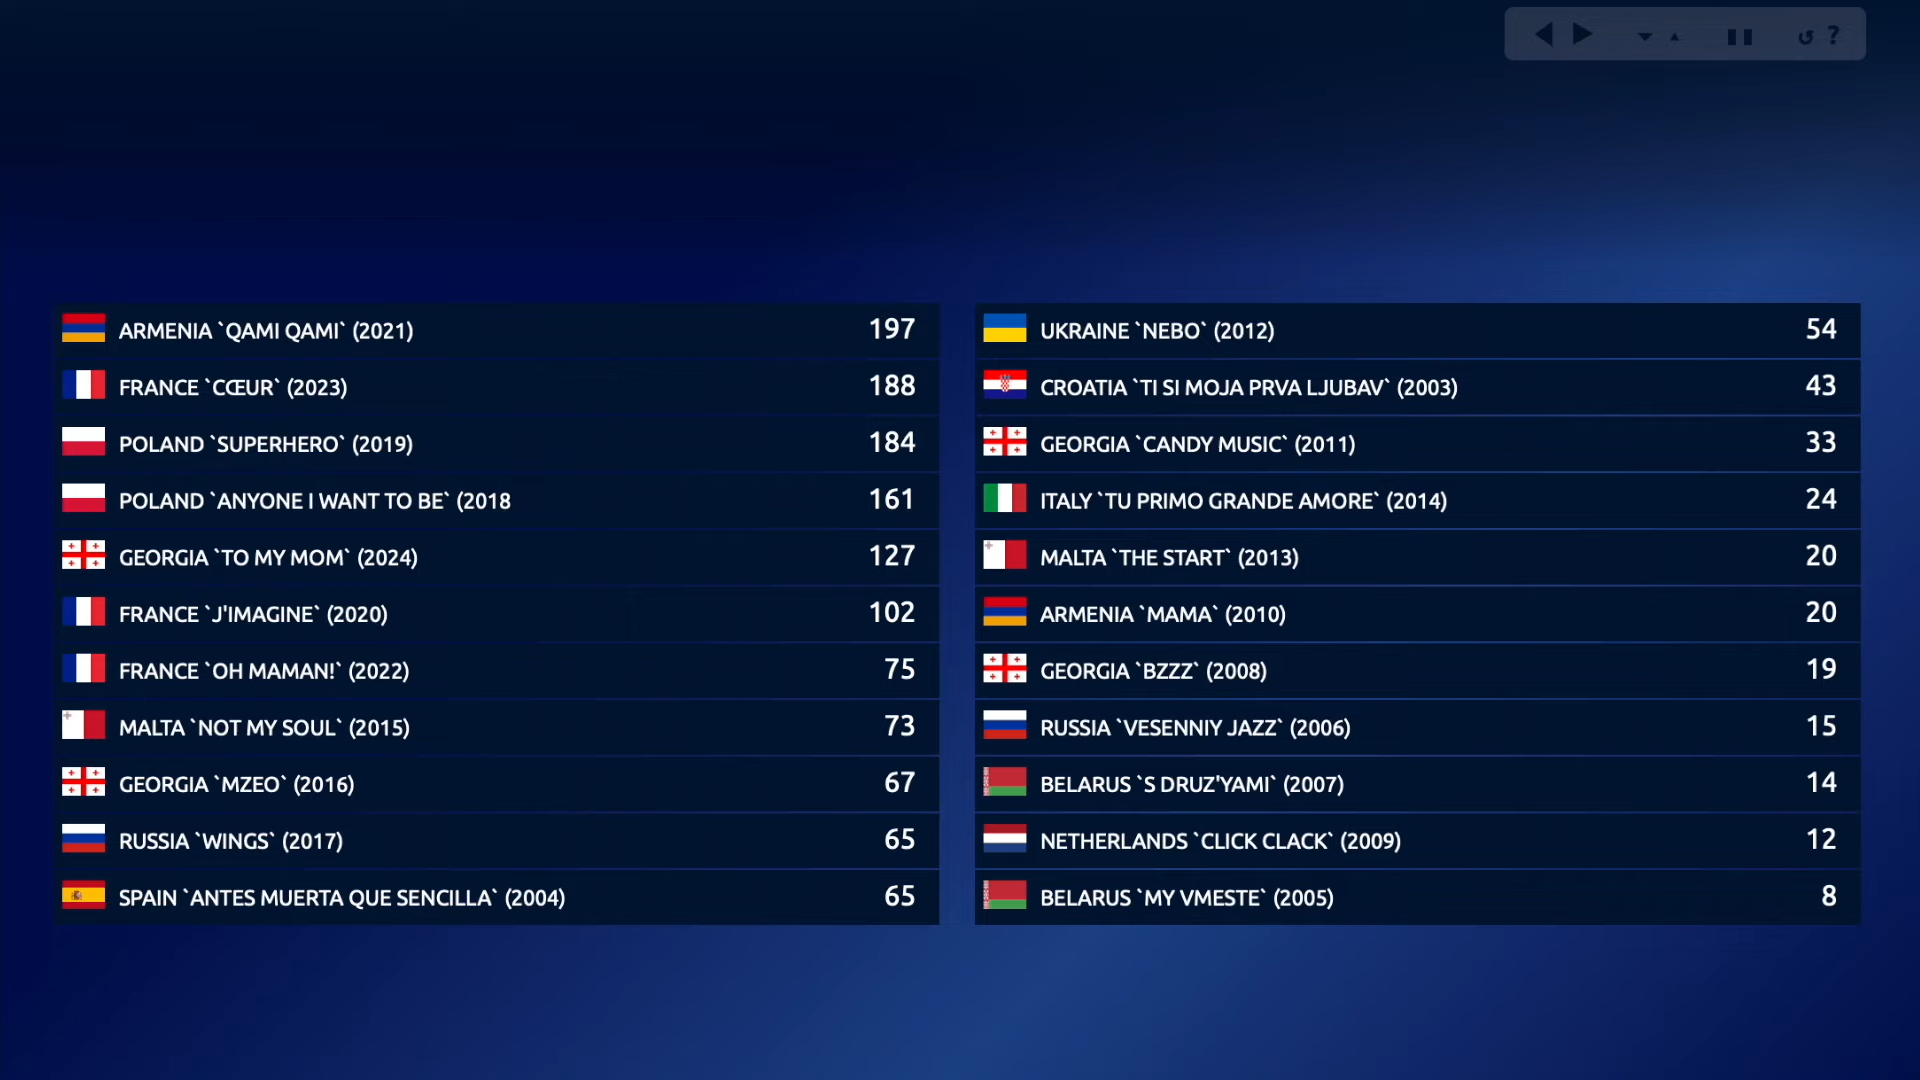 ?
ARMENIA `QAMI QAMI` (2021) 197
FRANCE `CŒUR` (2023) 188
POLAND `SUPERHERO` (2019) 184
POLAND `ANYONE I WANT TO BE` (2018 161
GEORGIA `TO MY MOM` (2024) 127
FRANCE `J'IMAGINE` (2020) 102
FRANCE `OH MAMAN!` (2022) 75
MALTA `NOT MY SOUL` (2015) 73
GEORGIA `MZEO` (2016) 67
RUSSIA `WINGS` (2017) 65
SPAIN `ANTES MUERTA QUE SENCILLA` (2004) 65
UKRAINE `NEBO` (2012) 54
CROATIA `TI SI MOJA PRVA LJUBAV` (2003) 43
GEORGIA `CANDY MUSIC` (2011) 33
ITALY `TU PRIMO GRANDE AMORE` (2014) 24
MALTA `THE START` (2013) 20
ARMENIA `MAMA` (2010) 20
GEORGIA `BZZZ` (2008) 19
RUSSIA `VESENNIY JAZZ` (2006) 15
BELARUS `S DRUZ'YAMI` (2007) 14
NETHERLANDS `CLICK CLACK` (2009) 12
BELARUS `MY VMESTE` (2005) 8